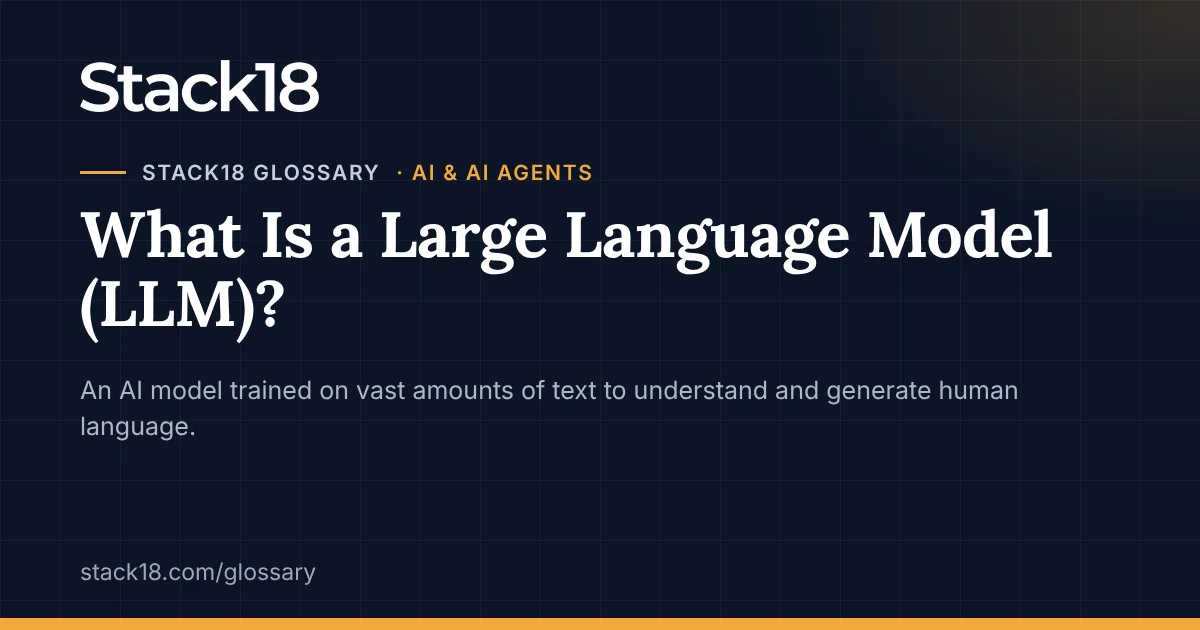 Stack18
STACK18 GLOSSARY · AI & AI AGENTS
What Is a Large Language Model
(LLM)?
An AI model trained on vast amounts of text to understand and generate human
language.
stack18.com/glossary